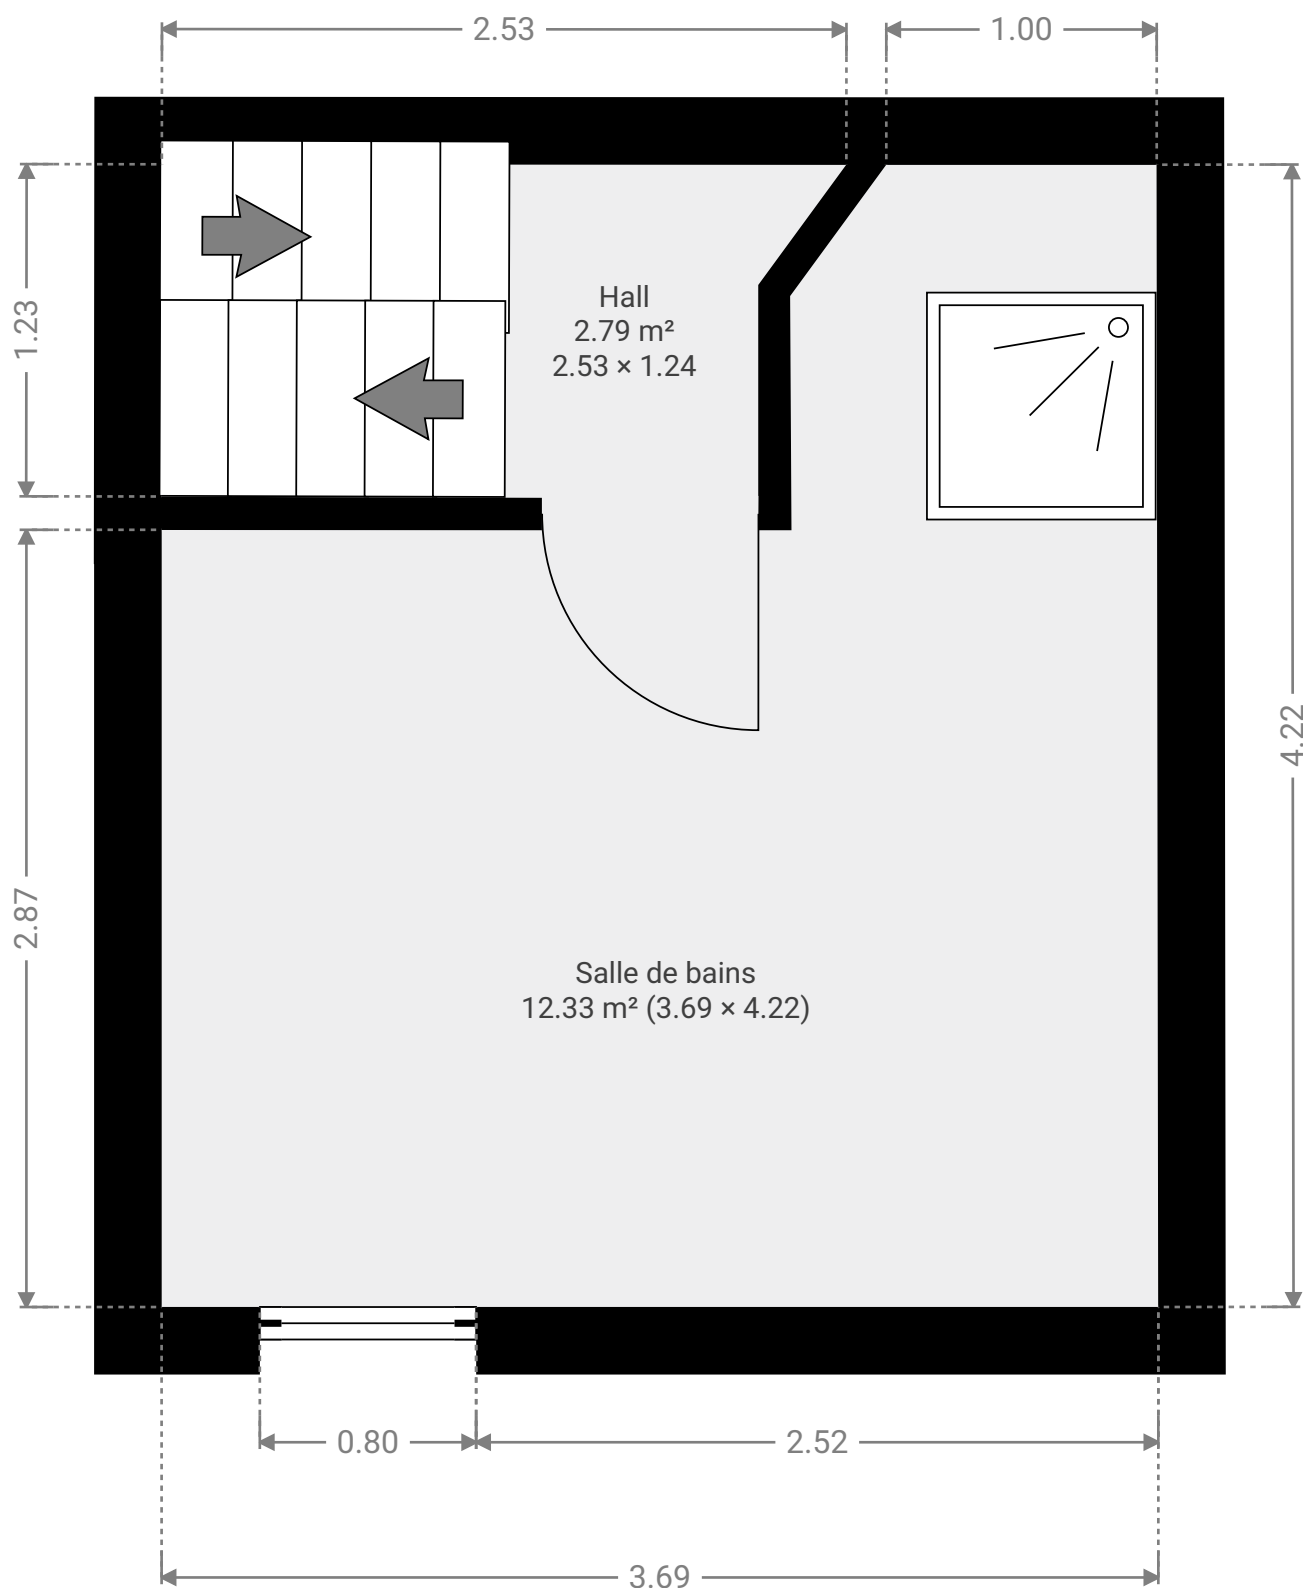 2.53
1.00
1.23
Hall
2.79 m²
2.53 × 1.24
4.22
2.87
Salle de bains
12.33 m² (3.69 × 4.22)
0.80
2.52
3.69